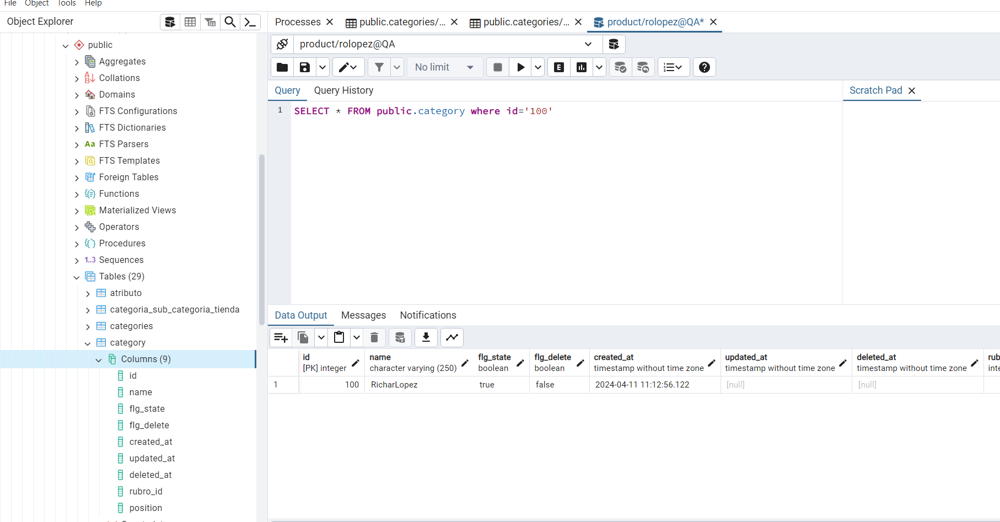 File Object Tools Help
Object Explorer
public
Aggregates
Collations
Domains
FTS Configurations
FTS Dictionaries
Aa FTS Parsers
FTS Templates
Foreign Tables
Functions
Materialized Views
Operators
Procedures
1..3 Sequences
Tables (29)
atributo
categoria_sub_categoria_tienda
categories
category
Columns (9)
id
name
flg_state
flg_delete
created_at
updated_at
deleted_at
rubro_id
position
Processes public.categories/... public.categories/... product/rolopez@QA*
product/rolopez@QA
No limit E
Query Query History Scratch Pad
1 SELECT * FROM public.category where id='100'
Data Output Messages Notifications
id name flg_state flg_delete created_at updated_at deleted_at rub
[PK] integer character varying (250) boolean boolean timestamp without time zone timestamp without time zone timestamp without time zone inte
1 100 RicharLopez true false 2024-04-11 11:12:56.122 [null] [null]